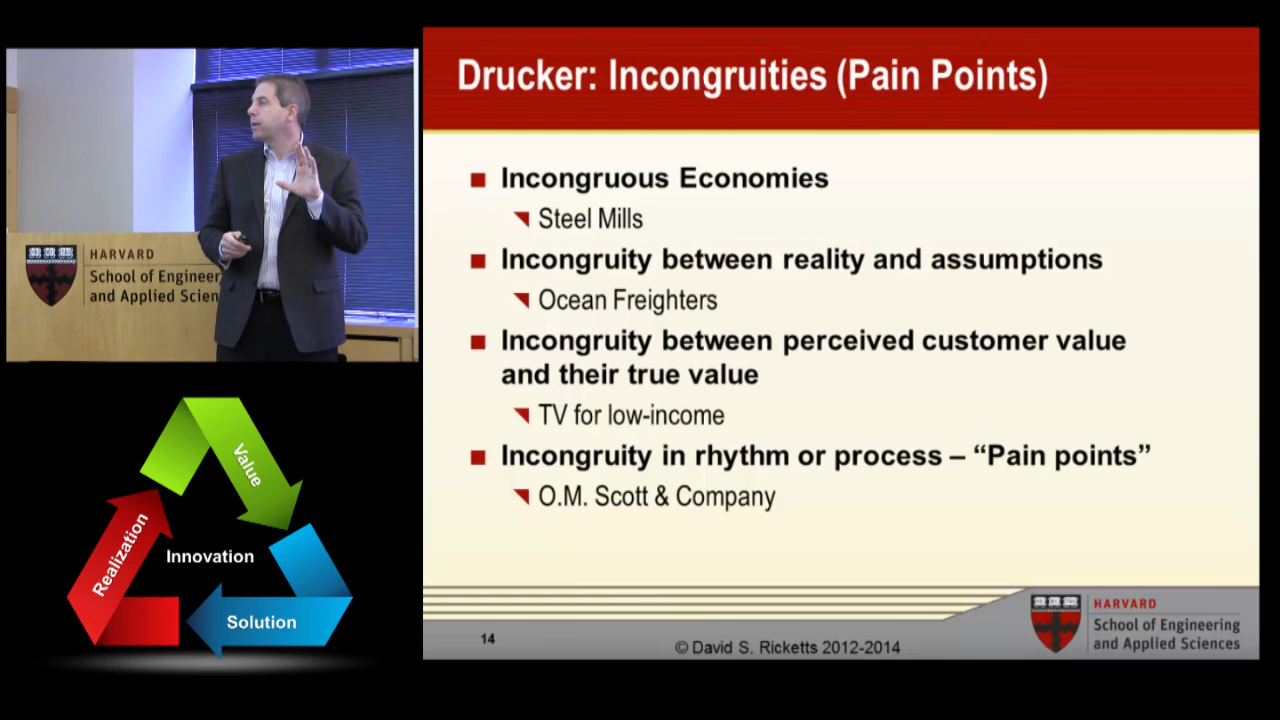 Drucker: Incongruities (Pain Points)
■ Incongruous Economies
Steel Mills
■ Incongruity between reality and assumptions
Ocean Freighters
■ Incongruity between perceived customer value
and their true value
TV for low-income
■ Incongruity in rhythm or process – “Pain points”
O.M. Scott & Company
14
© David S. Ricketts 2012-2014
HARVARD
School of Engineering
and Applied Sciences
HARVARD
School of Engineer
and Applied Scien
Value
Realization
Innovation
Solution